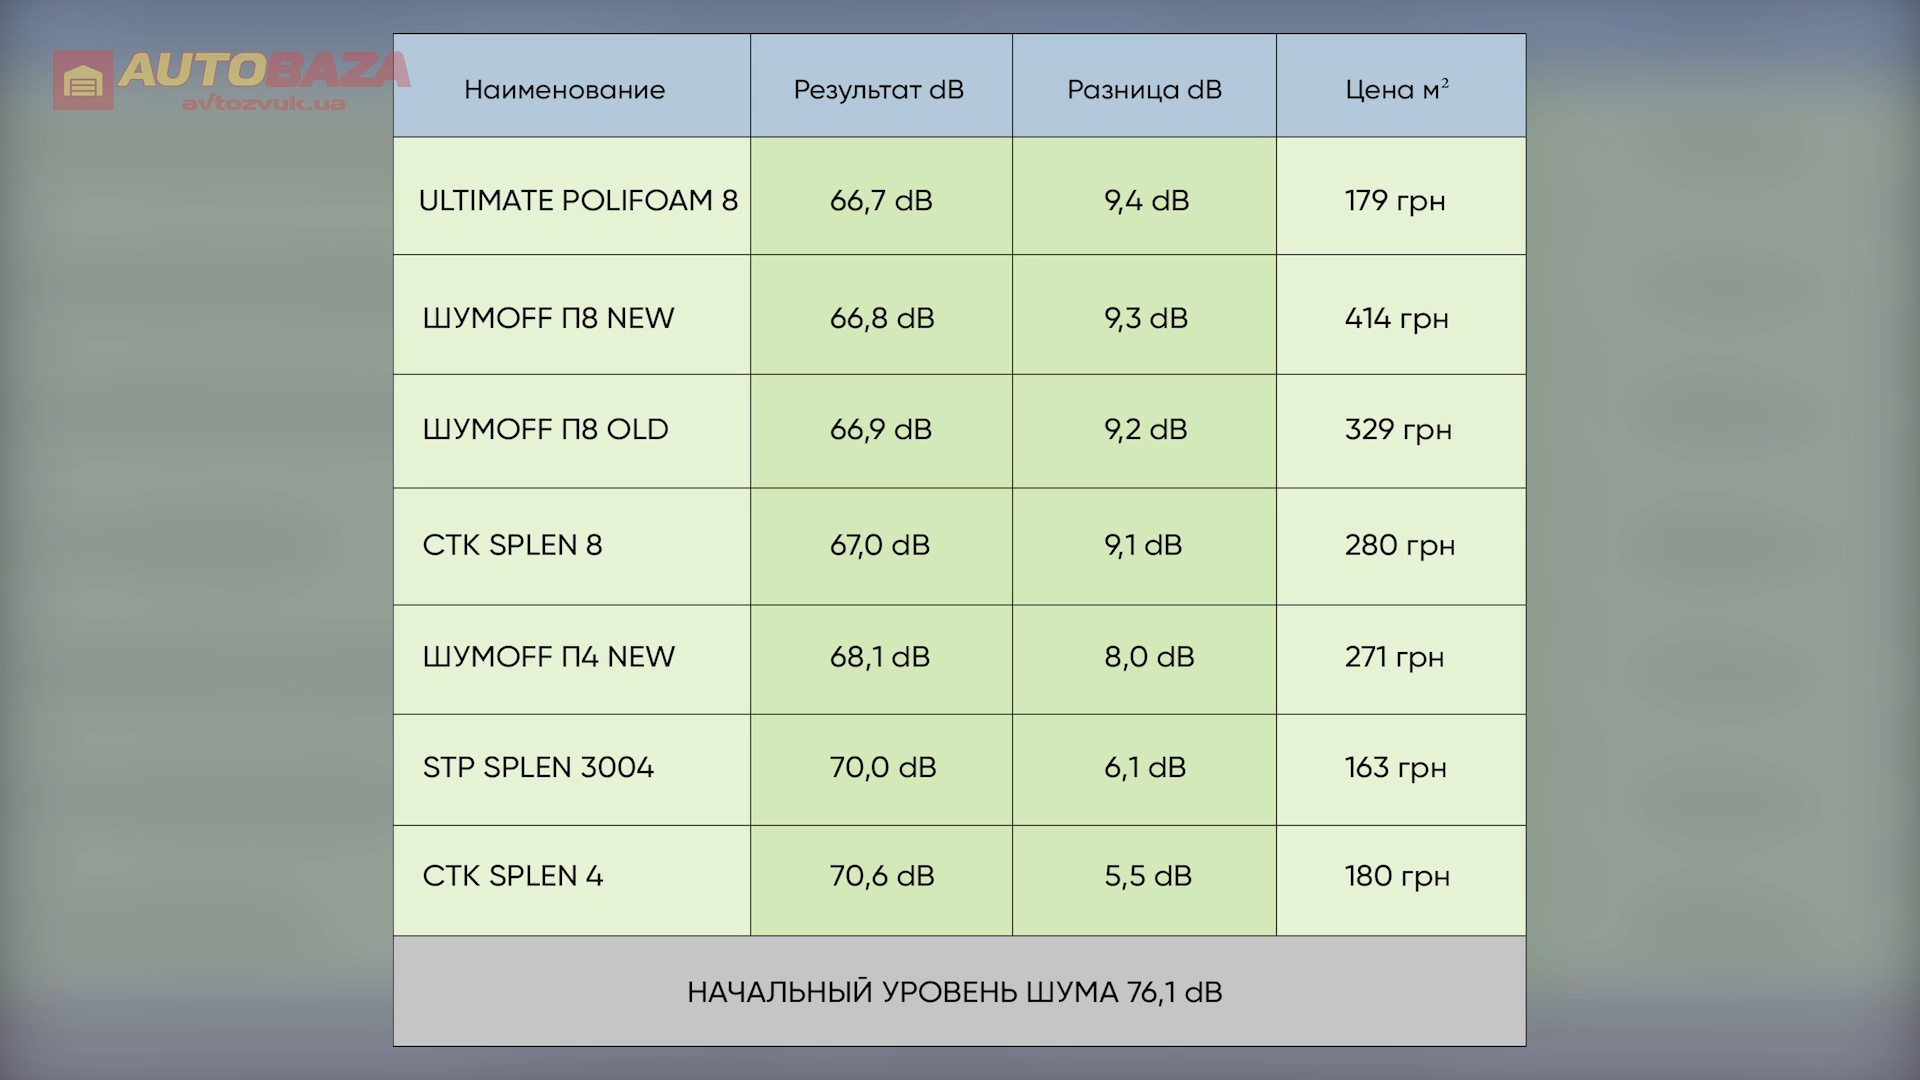 AUTOBAZA
avtozvuk.ua
Наименование Результат dB Разница dB Цена м²
ULTIMATE POLIFOAM 8 66,7 dB 9,4 dB 179 грн
ШУМOFF П8 NEW 66,8 dB 9,3 dB 414 грн
ШУМOFF П8 OLD 66,9 dB 9,2 dB 329 грн
СТК SPLEN 8 67,0 dB 9,1 dB 280 грн
ШУМOFF П4 NEW 68,1 dB 8,0 dB 271 грн
STP SPLEN 3004 70,0 dB 6,1 dB 163 грн
СТК SPLEN 4 70,6 dB 5,5 dB 180 грн
НАЧАЛЬНЫЙ УРОВЕНЬ ШУМА 76,1 dB